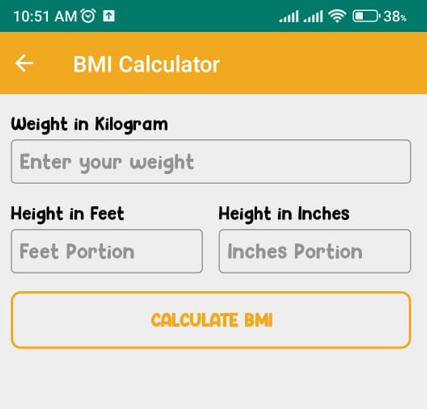 10:51 AM 38%
BMI Calculator
Weight in Kilogram
Enter your weight
Height in Feet Height in Inches
Feet Portion Inches Portion
CALCULATE BMI